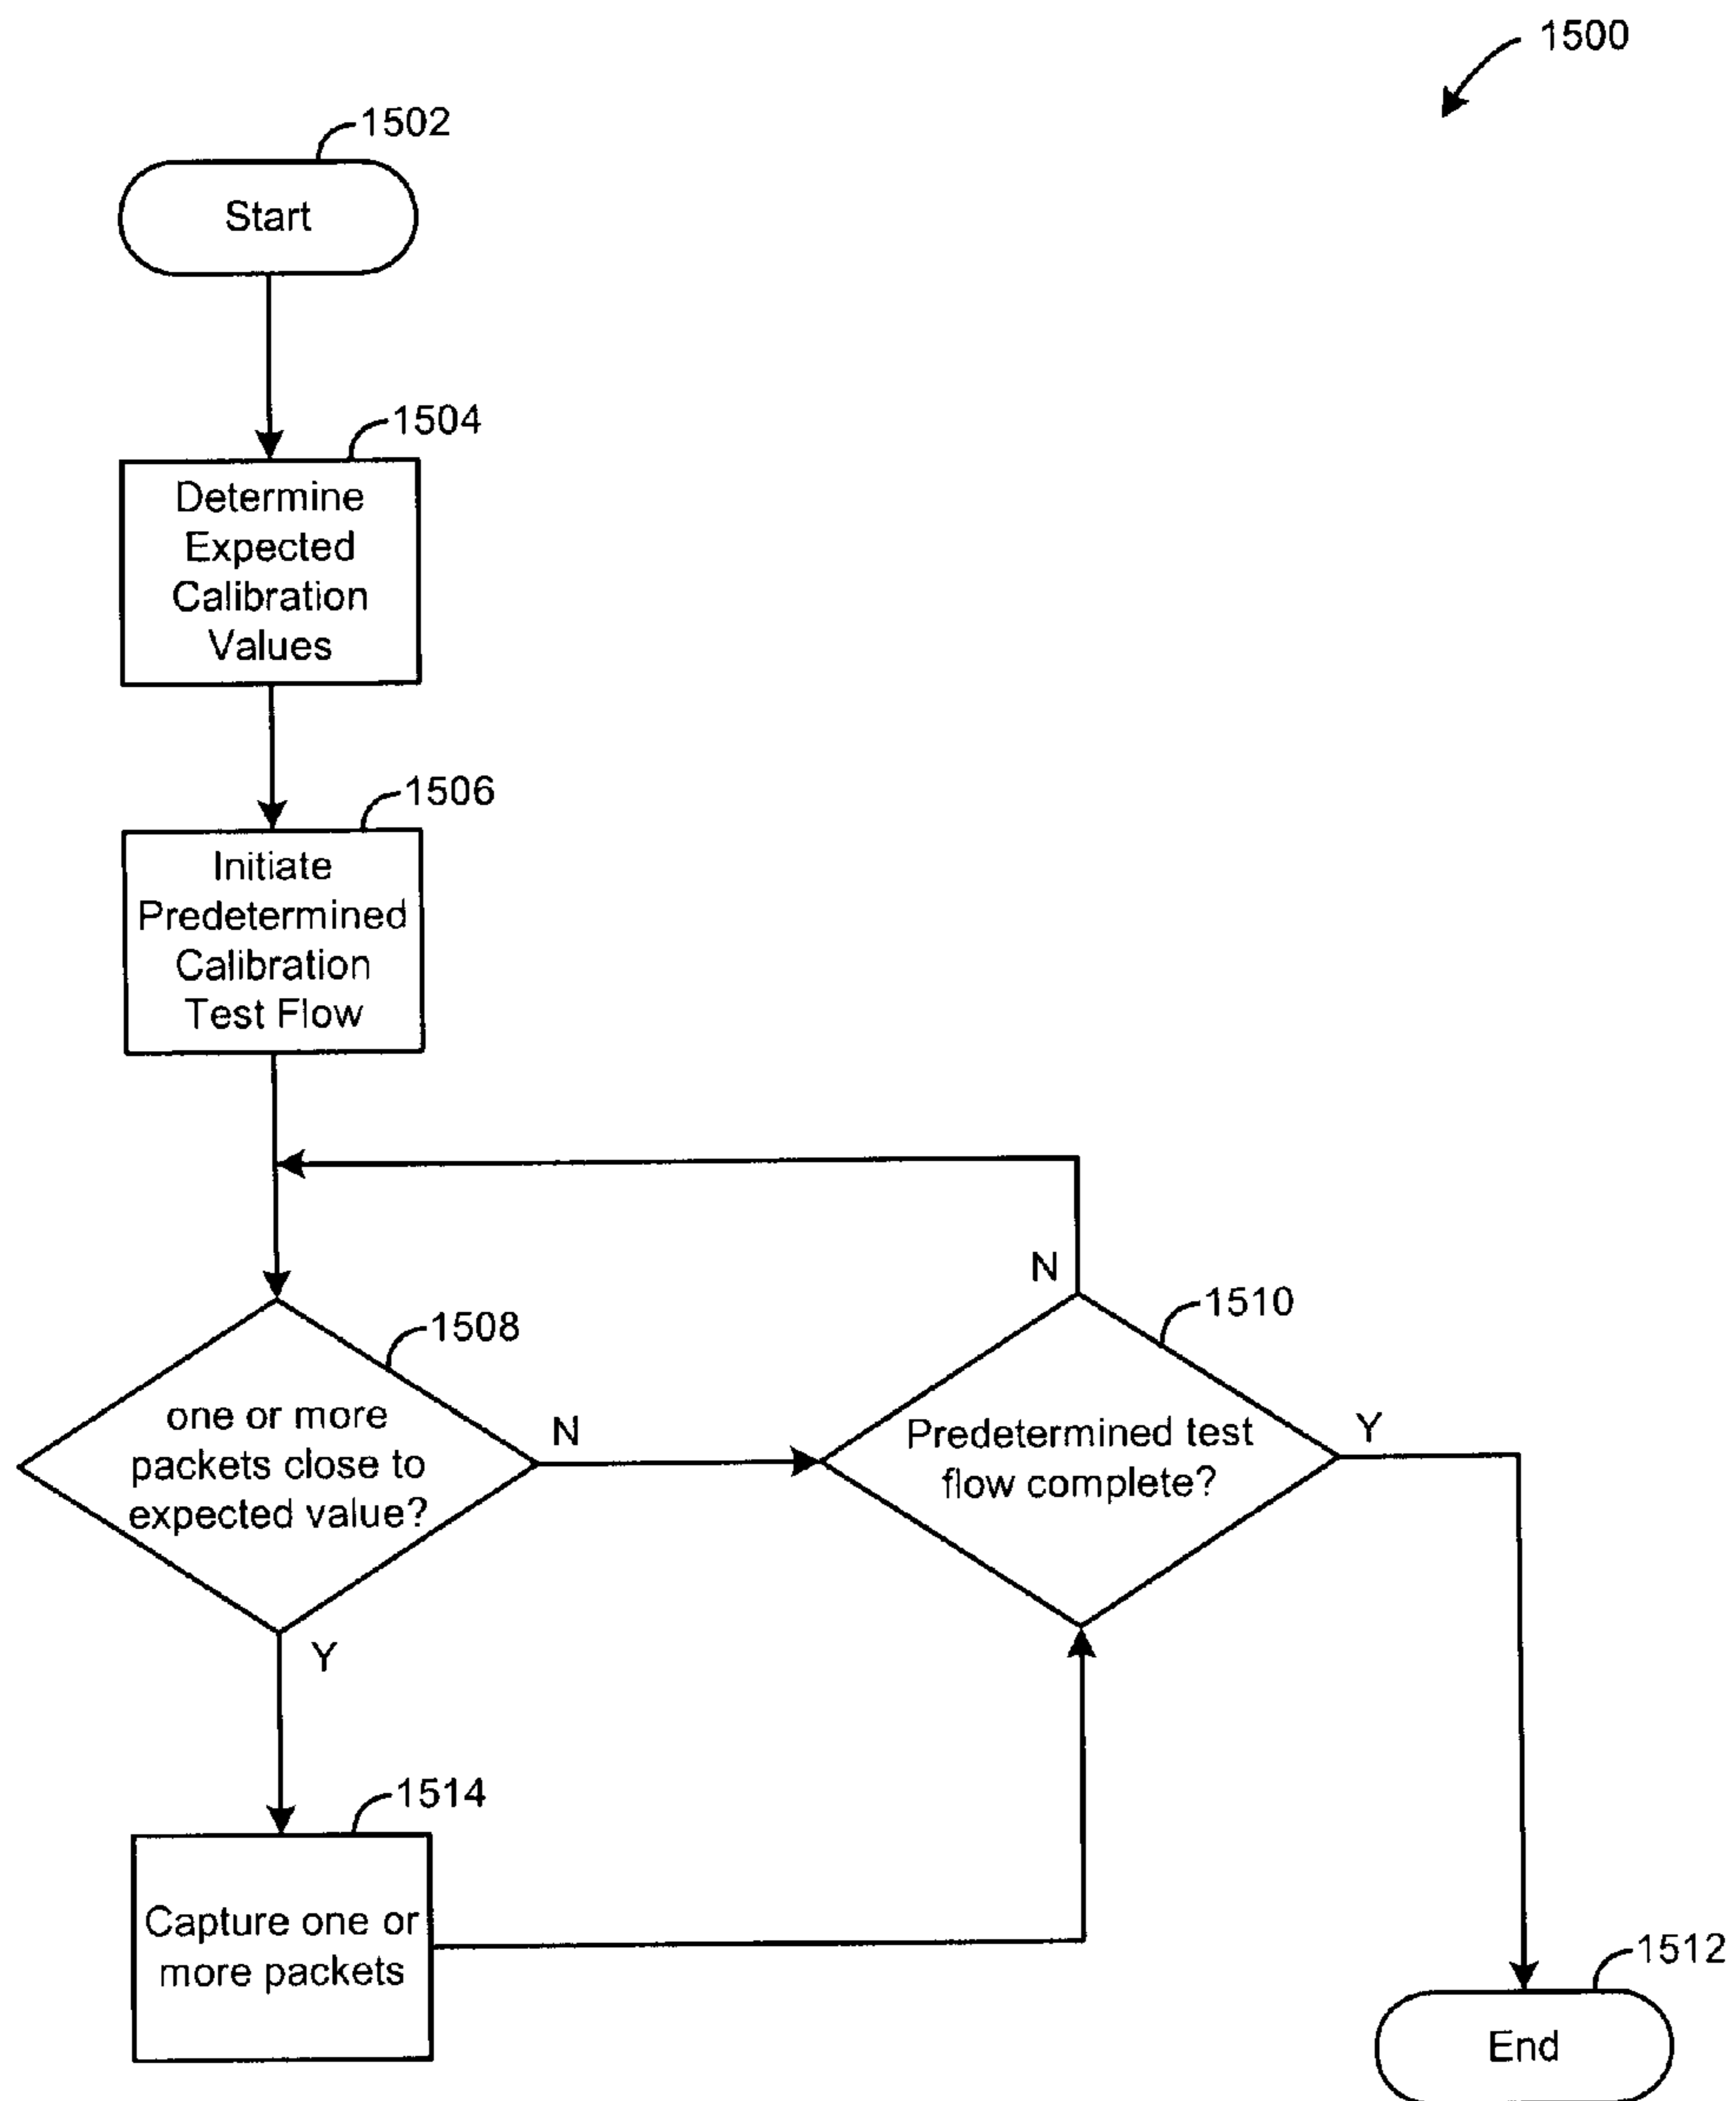 1500
1502
Start
1504
Determine
Expected
Calibration
Values
1506
Initiate
Predetermined
Calibration
Test Flow
N
1510
1508
one or more
packets close to
expected value?
N
Predetermined test
flow complete?
Y
Y
1514
Capture one or
more packets
1512
End